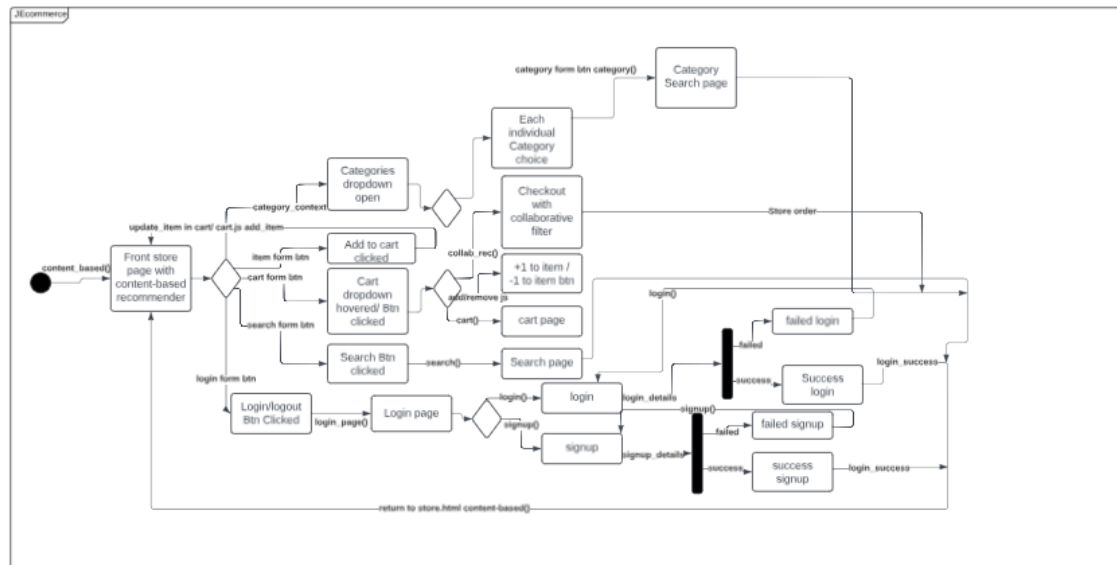 JEcommerce
category form btn category()
Category
Search page
Each
individual
Category
choice
Categories
dropdown
open
category_context
Checkout
with
collaborative
filter
Store order
update_item in cart/ cart.js add_item
Front store
page with
content-based
recommender
content_based()
item form btn
Add to cart
clicked
collab_rec()
cart form btn
Cart
dropdown
hovered/ Btn
clicked
+1 to item /
-1 to item btn
add/remove js
cart()
cart page
login()
search form btn
Search Btn
clicked
search()
Search page
failed login
failed
login_success
success
Success
login
login form btn
Login/logout
Btn Clicked
login_page()
Login page
login()
login
login_details
signup()
signup()
signup
signup_details
failed
failed signup
success
success
signup
login_success
return to store.html content-based()